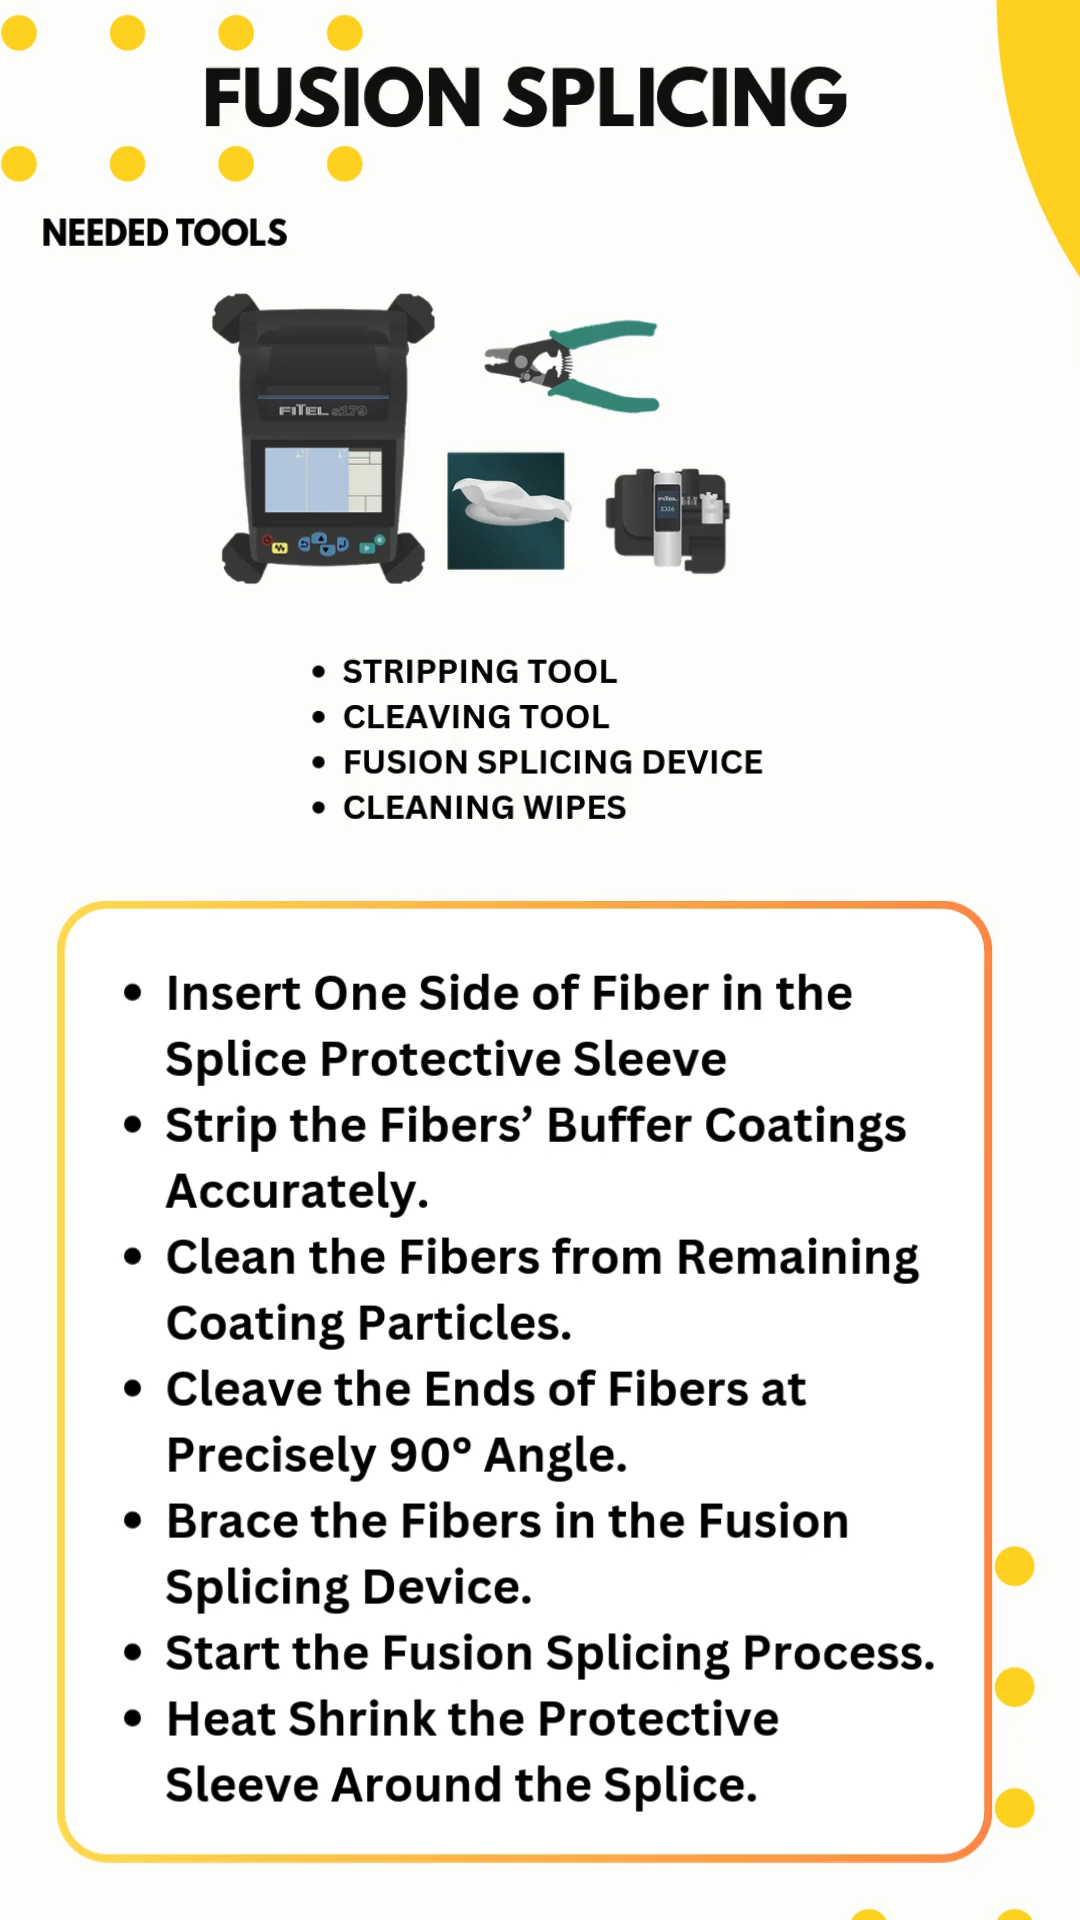 FUSION SPLICING
NEEDED TOOLS
FITEL s179
FITEL
S326
• STRIPPING TOOL
• CLEAVING TOOL
• FUSION SPLICING DEVICE
• CLEANING WIPES
• Insert One Side of Fiber in the
Splice Protective Sleeve
• Strip the Fibers’ Buffer Coatings
Accurately.
• Clean the Fibers from Remaining
Coating Particles.
• Cleave the Ends of Fibers at
Precisely 90° Angle.
• Brace the Fibers in the Fusion
Splicing Device.
• Start the Fusion Splicing Process.
• Heat Shrink the Protective
Sleeve Around the Splice.